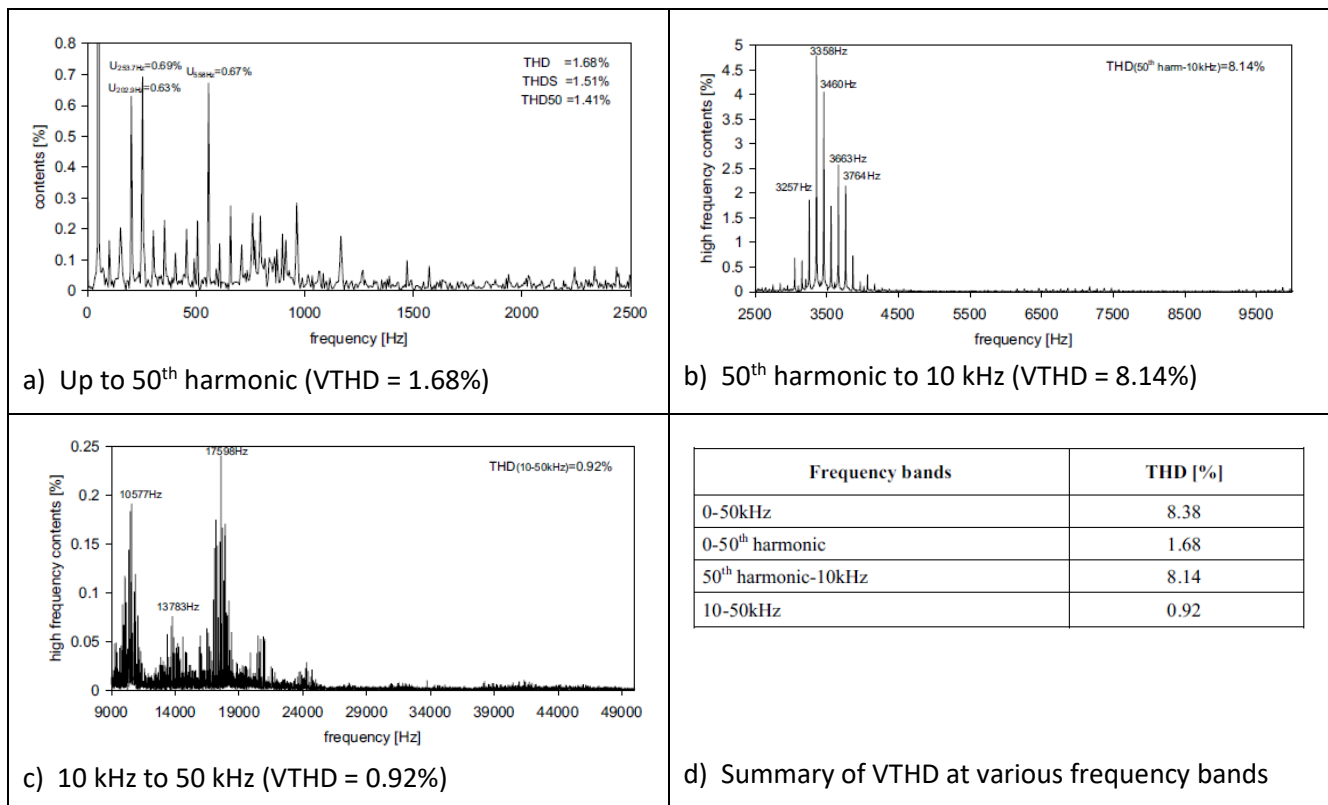 0.8
0.7
0.6
0.5
0.4
0.3
0.2
0.1
0
contents [%]
U253.7Hz=0.69%
U558Hz=0.67%
U202.9Hz=0.63%
THD =1.68%
THDS =1.51%
THD50 =1.41%
0 500 1000 1500 2000 2500
frequency [Hz]
a) Up to 50th harmonic (VTHD = 1.68%)
5
4.5
4
3.5
3
2.5
2
1.5
1
0.5
0
high frequency contents [%]
3358Hz
THD(50th harm-10kHz)=8.14%
3460Hz
3663Hz
3764Hz
3257Hz
2500 3500 4500 5500 6500 7500 8500 9500
frequency [Hz]
b) 50th harmonic to 10 kHz (VTHD = 8.14%)
0.25
0.2
0.15
0.1
0.05
0
high frequency contents [%]
17598Hz
THD(10-50kHz)=0.92%
10577Hz
13783Hz
9000 14000 19000 24000 29000 34000 39000 44000 49000
frequency [Hz]
c) 10 kHz to 50 kHz (VTHD = 0.92%)
Frequency bands THD [%]
0-50kHz 8.38
0-50th harmonic 1.68
50th harmonic-10kHz 8.14
10-50kHz 0.92
d) Summary of VTHD at various frequency bands